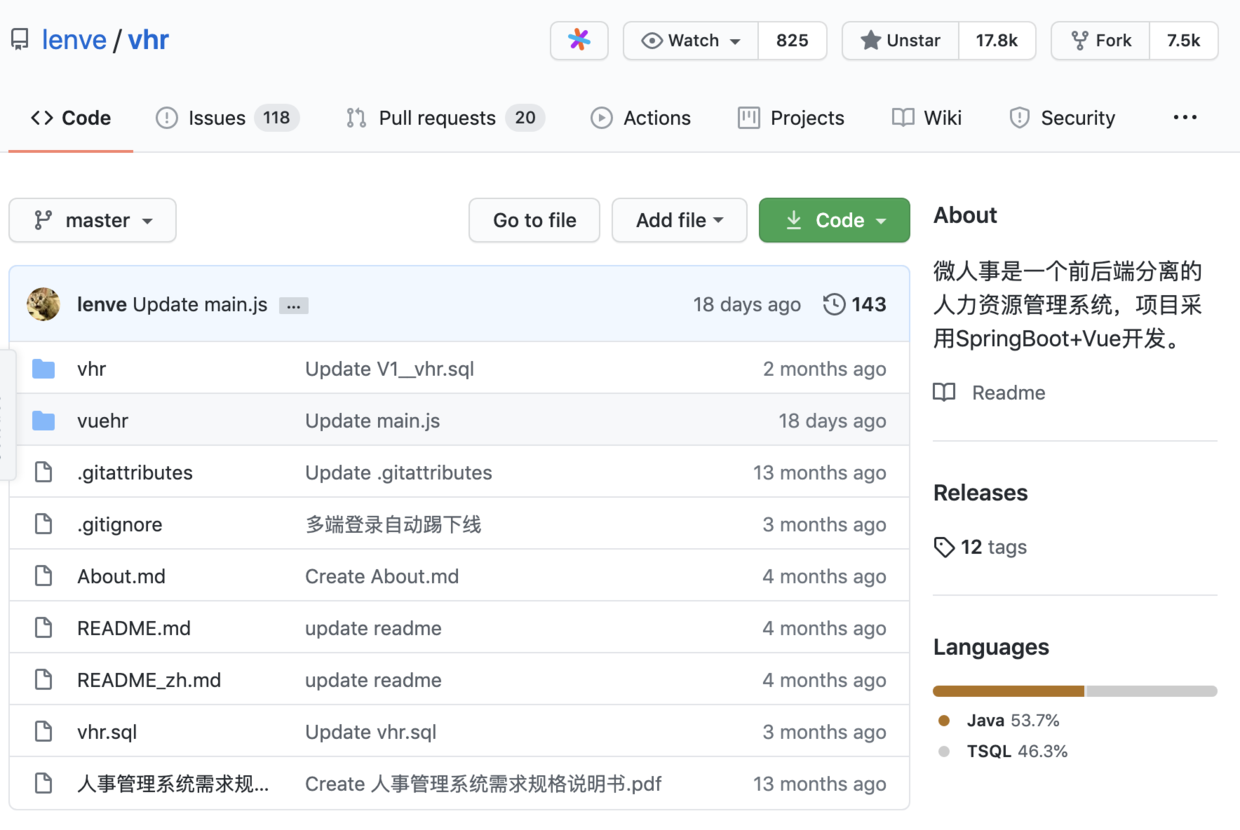 lenve / vhr Watch 825 Unstar 17.8k Fork 7.5k
Code Issues 118 Pull requests 20 Actions Projects Wiki Security ...
master Go to file Add file Code
lenve Update main.js ... 18 days ago 143
vhr Update V1__vhr.sql 2 months ago
vuehr Update main.js 18 days ago
.gitattributes Update .gitattributes 13 months ago
.gitignore 多端登录自动踢下线 3 months ago
About.md Create About.md 4 months ago
README.md update readme 4 months ago
README_zh.md update readme 4 months ago
vhr.sql Update vhr.sql 3 months ago
人事管理系统需求规... Create 人事管理系统需求规格说明书.pdf 13 months ago
About
微人事是一个前后端分离的
人力资源管理系统，项目采
用SpringBoot+Vue开发。
Readme
Releases
12 tags
Languages
Java 53.7%
TSQL 46.3%